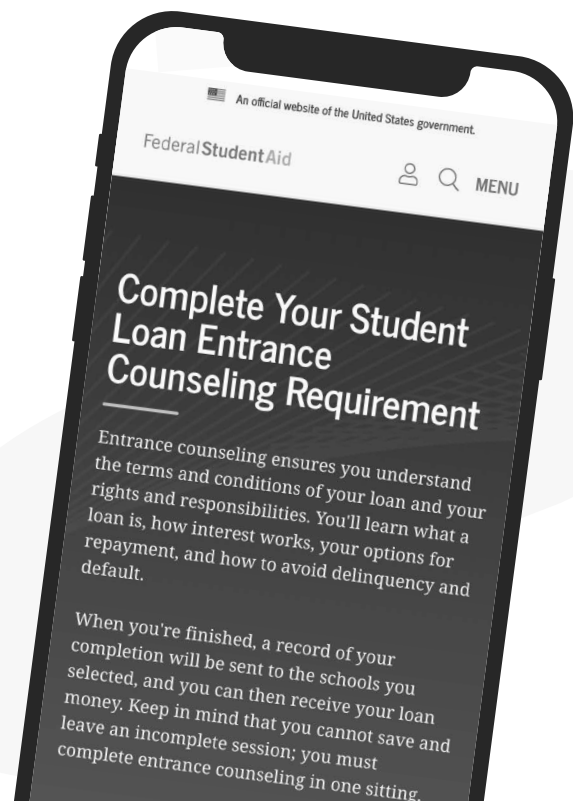 An official website of the United States government.
FederalStudentAid
MENU
Complete Your Student
Loan Entrance
Counseling Requirement
Entrance counseling ensures you understand
the terms and conditions of your loan and your
rights and responsibilities. You'll learn what a
loan is, how interest works, your options for
repayment, and how to avoid delinquency and
default.
When you're finished, a record of your
completion will be sent to the schools you
selected, and you can then receive your loan
money. Keep in mind that you cannot save and
leave an incomplete session; you must
complete entrance counseling in one sitting.